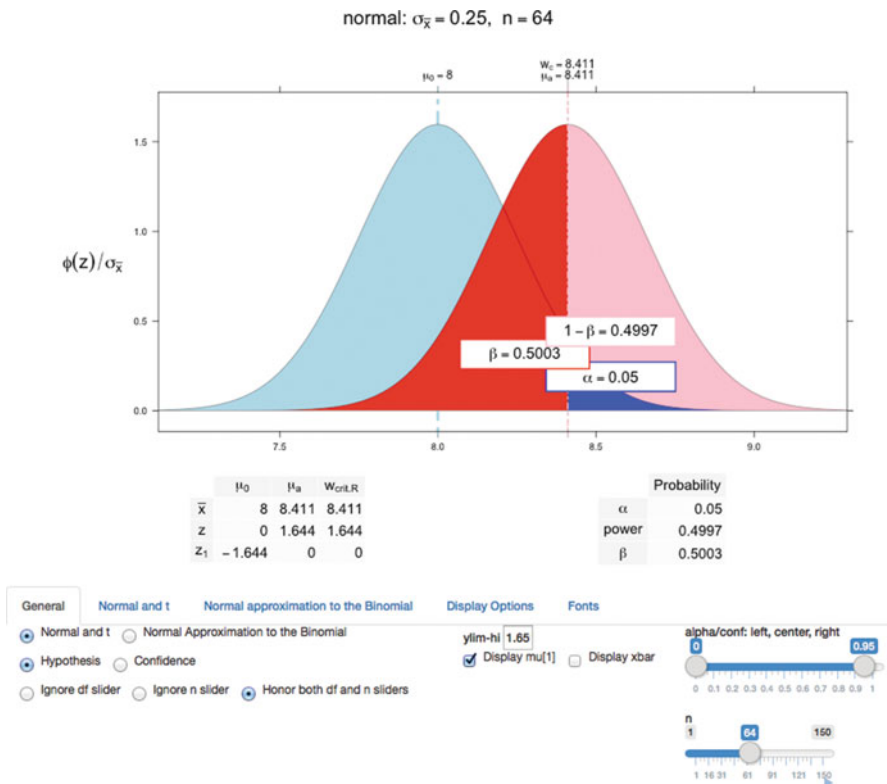 normal: σx̄ = 0.25, n = 64
wc = 8.411
μ0 = 8
μa = 8.411
1.5
1.0
ϕ(z)/σx̄
0.5
0.0
1 − β = 0.4997
β = 0.5003
α = 0.05
7.5 8.0 8.5 9.0
μ0 μa wcrit.R
x̄ 8 8.411 8.411
z 0 1.644 1.644
z1 −1.644 0 0
Probability
α 0.05
power 0.4997
β 0.5003
General Normal and t Normal approximation to the Binomial Display Options Fonts
Normal and t Normal Approximation to the Binomial
Hypothesis Confidence
Ignore df slider Ignore n slider Honor both df and n sliders
ylim-hi 1.65
Display mu[1] Display xbar
alpha/conf: left, center, right
0 0.95
0 0.1 0.2 0.3 0.4 0.5 0.6 0.7 0.8 0.9 1
n
1 64 150
1 16 31 61 91 121 150